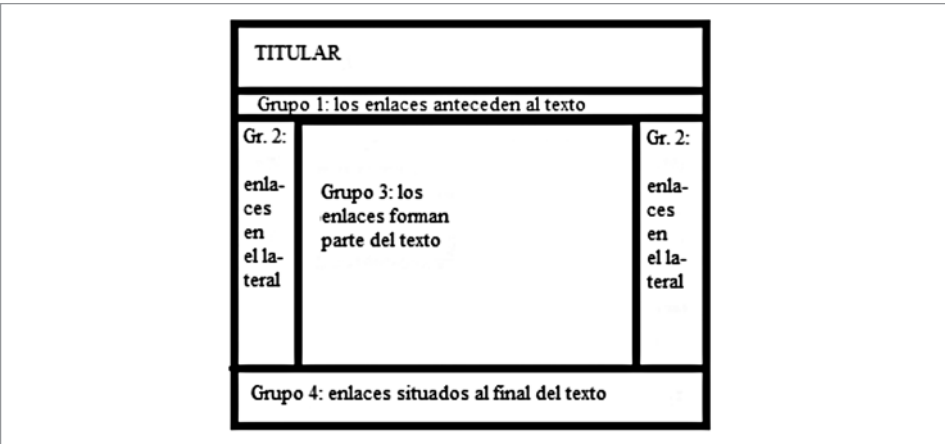 TITULAR
Grupo 1: los enlaces anteceden al texto
Gr. 2:
enla-
ces
en
el la-
teral
Grupo 3: los
enlaces forman
parte del texto
Gr. 2:
enla-
ces
en
el la-
teral
Grupo 4: enlaces situados al final del texto